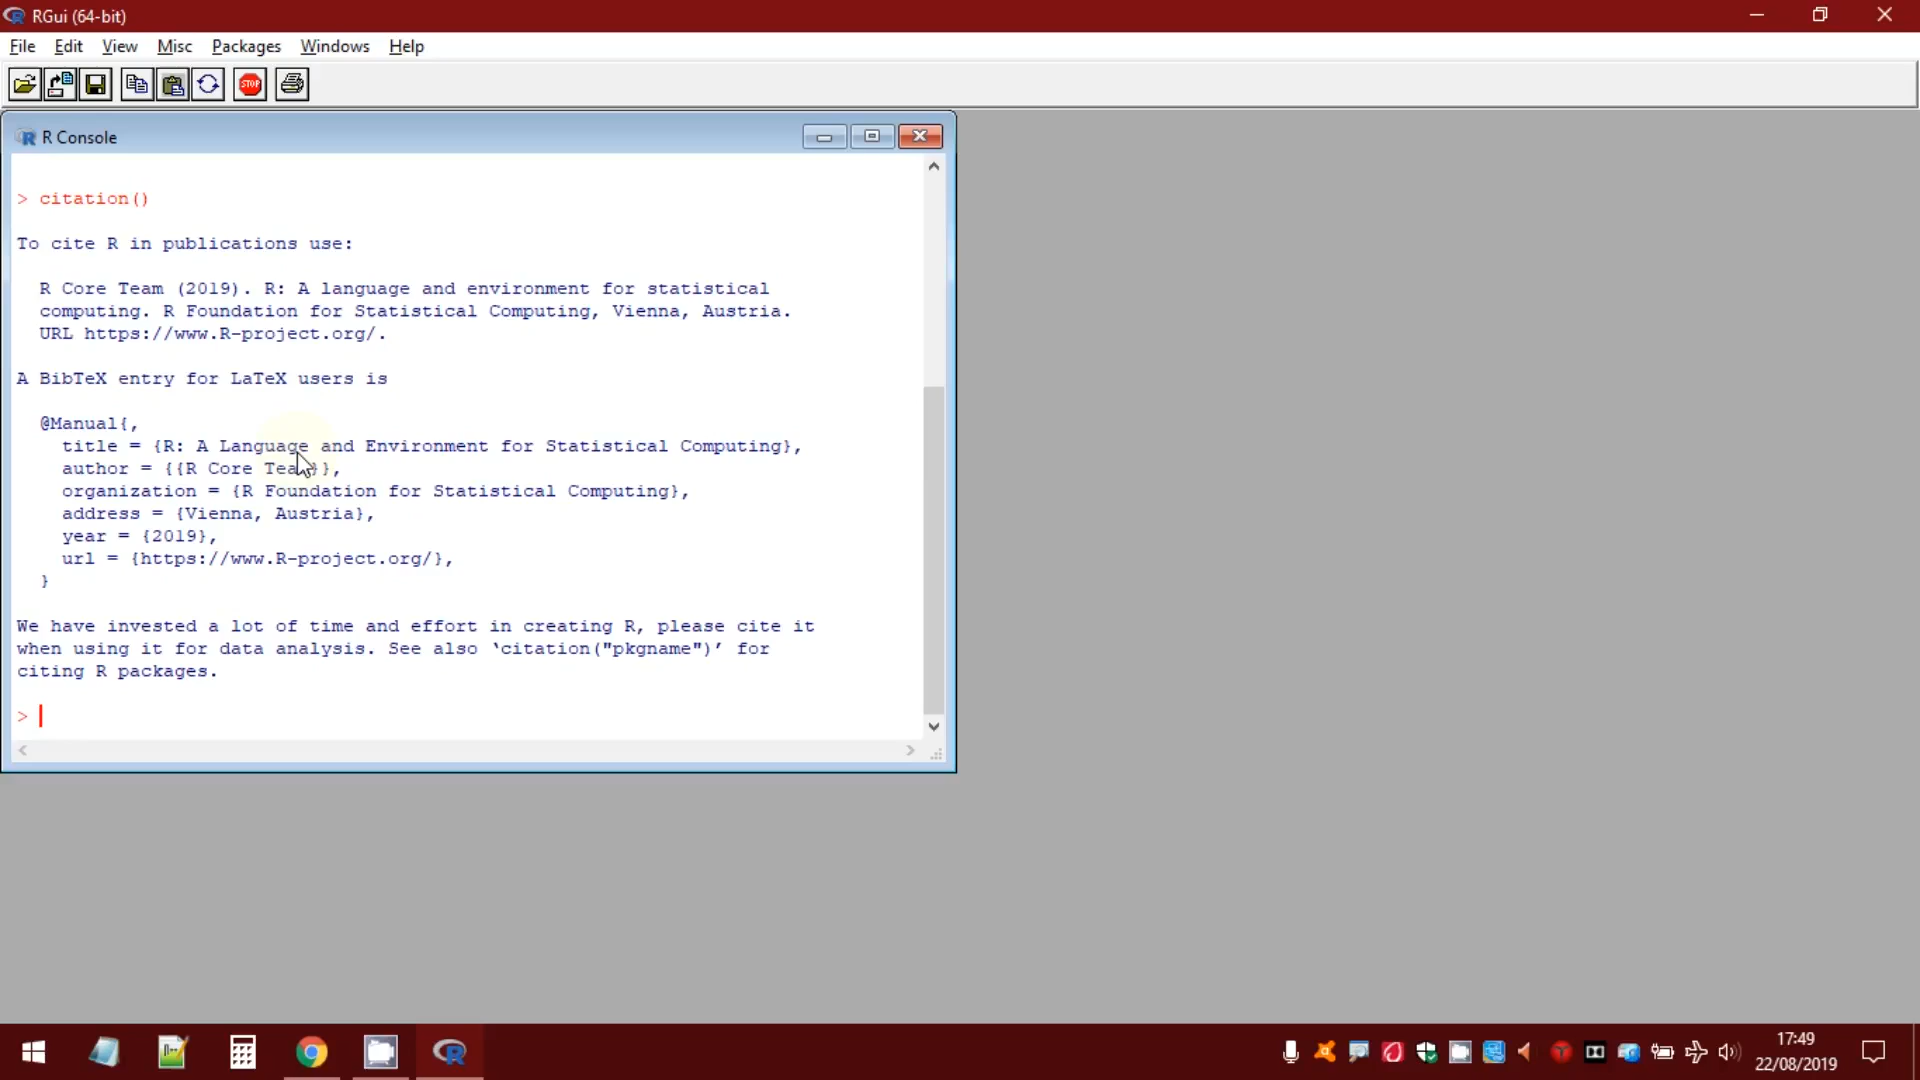 RGui (64-bit)
File Edit View Misc Packages Windows Help
STOP
R Console
> citation()
To cite R in publications use:
R Core Team (2019). R: A language and environment for statistical
computing. R Foundation for Statistical Computing, Vienna, Austria.
URL https://www.R-project.org/.
A BibTeX entry for LaTeX users is
@Manual{,
title = {R: A Language and Environment for Statistical Computing},
author = {{R Core Team}},
organization = {R Foundation for Statistical Computing},
address = {Vienna, Austria},
year = {2019},
url = {https://www.R-project.org/},
}
We have invested a lot of time and effort in creating R, please cite it
when using it for data analysis. See also ‘citation("pkgname")’ for
citing R packages.
>
17:49
22/08/2019